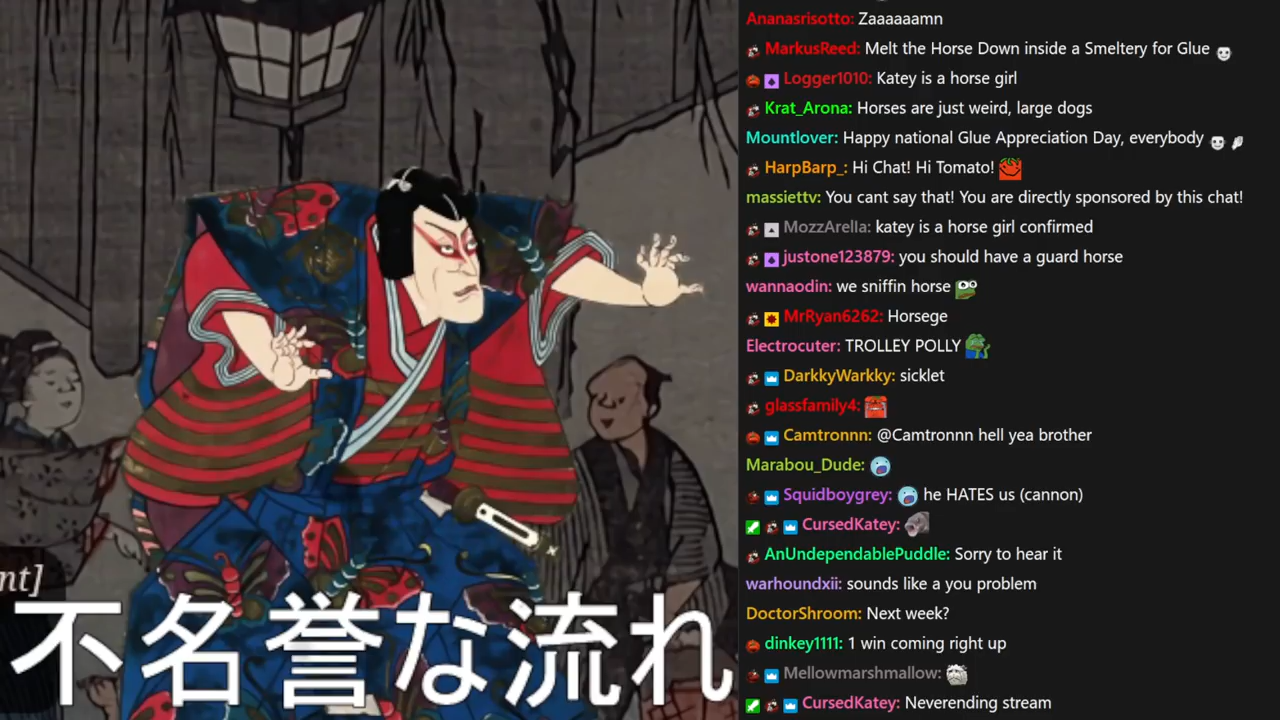 nt]
不名誉な流れ
Ananasrisotto: Zaaaaaamn
MarkusReed: Melt the Horse Down inside a Smeltery for Glue
Logger1010: Katey is a horse girl
Krat_Arona: Horses are just weird, large dogs
Mountlover: Happy national Glue Appreciation Day, everybody
HarpBarp_: Hi Chat! Hi Tomato!
massiettv: You cant say that! You are directly sponsored by this chat!
MozzArella: katey is a horse girl confirmed
justone123879: you should have a guard horse
wannaodin: we sniffin horse
MrRyan6262: Horsege
Electrocuter: TROLLEY POLLY
DarkkyWarkky: sicklet
glassfamily4:
Camtronnn: @Camtronnn hell yea brother
Marabou_Dude:
Squidboygrey: he HATES us (cannon)
CursedKatey:
AnUndependablePuddle: Sorry to hear it
warhoundxii: sounds like a you problem
DoctorShroom: Next week?
dinkey1111: 1 win coming right up
Mellowmarshmallow:
CursedKatey: Neverending stream